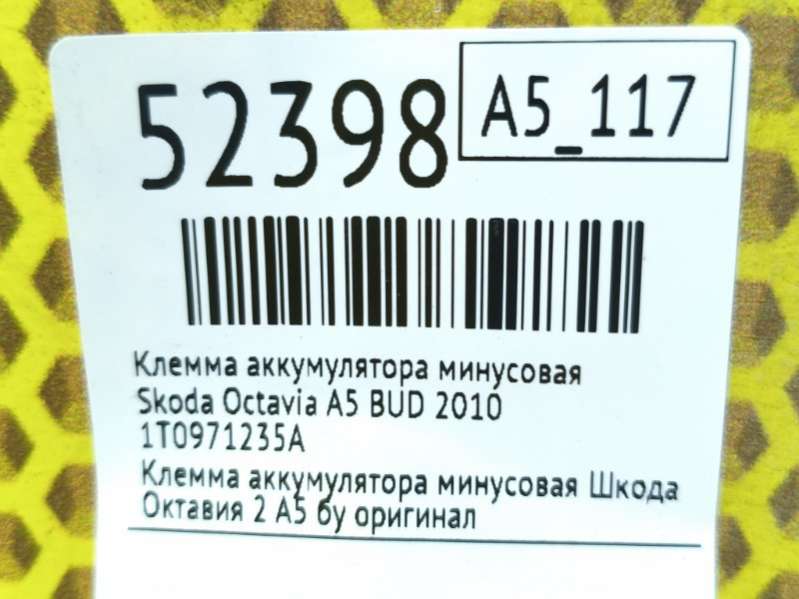 52398
A5_117
Клемма аккумулятора минусовая
Skoda Octavia A5 BUD 2010
1T0971235A
Клемма аккумулятора минусовая Шкода
Октавия 2 А5 бу оригинал